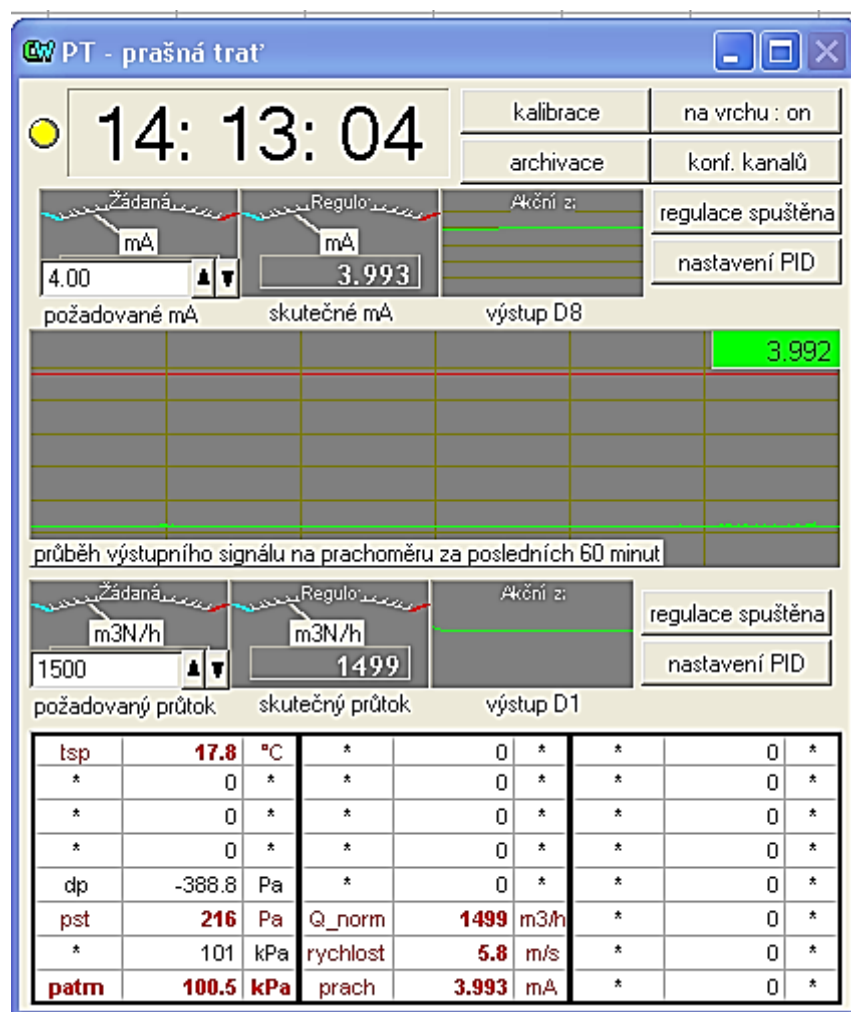 PT - prašná trať
14: 13: 04
kalibrace
na vrchu : on
archivace
konf. kanalů
Žádaná
Regulo
Akční z:
regulace spuštěna
mA
mA
nastavení PID
4.00
3.993
požadované mA
skutečné mA
výstup D8
3.992
průběh výstupního signálu na prachoměru za posledních 60 minut
Žádaná
Regulo
Akční z:
regulace spuštěna
m3N/h
m3N/h
1500
1499
nastavení PID
požadovaný průtok
skutečný průtok
výstup D1
tsp 17.8 °C * 0 * * 0 *
* 0 * * 0 * * 0 *
* 0 * * 0 * * 0 *
* 0 * * 0 * * 0 *
dp -388.8 Pa * 0 * * 0 *
pst 216 Pa Q_norm 1499 m3/h * 0 *
* 101 kPa rychlost 5.8 m/s * 0 *
patm 100.5 kPa prach 3.993 mA * 0 *